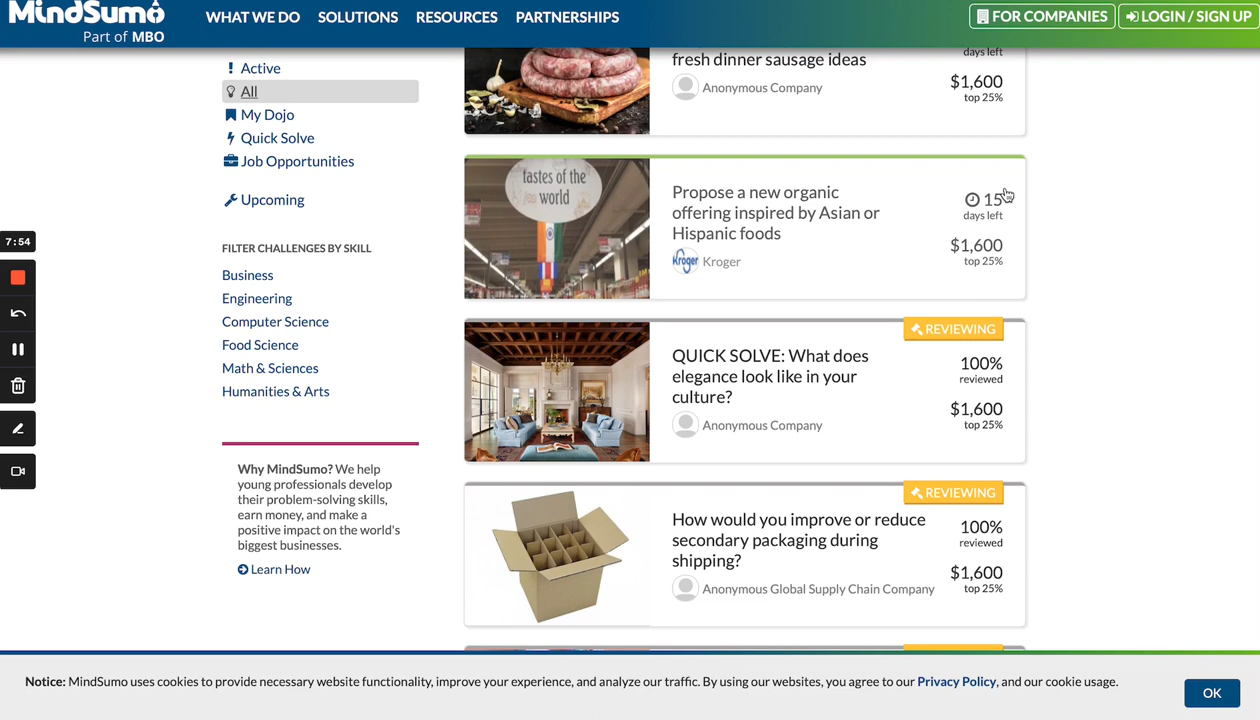 MindSumo
Part of MBO
WHAT WE DO
SOLUTIONS
RESOURCES
PARTNERSHIPS
FOR COMPANIES
LOGIN / SIGN UP
Active
All
My Dojo
Quick Solve
Job Opportunities
Upcoming
FILTER CHALLENGES BY SKILL
Business
Engineering
Computer Science
Food Science
Math & Sciences
Humanities & Arts
Why MindSumo? We help
young professionals develop
their problem-solving skills,
earn money, and make a
positive impact on the world's
biggest businesses.
Learn How
7:54
fresh dinner sausage ideas
Anonymous Company
days left
$1,600
top 25%
tastes of the
world
Propose a new organic
offering inspired by Asian or
Hispanic foods
Kroger
Kroger
15
days left
$1,600
top 25%
REVIEWING
QUICK SOLVE: What does
elegance look like in your
culture?
Anonymous Company
100%
reviewed
$1,600
top 25%
REVIEWING
How would you improve or reduce
secondary packaging during
shipping?
Anonymous Global Supply Chain Company
100%
reviewed
$1,600
top 25%
Notice: MindSumo uses cookies to provide necessary website functionality, improve your experience, and analyze our traffic. By using our websites, you agree to our Privacy Policy, and our cookie usage.
OK